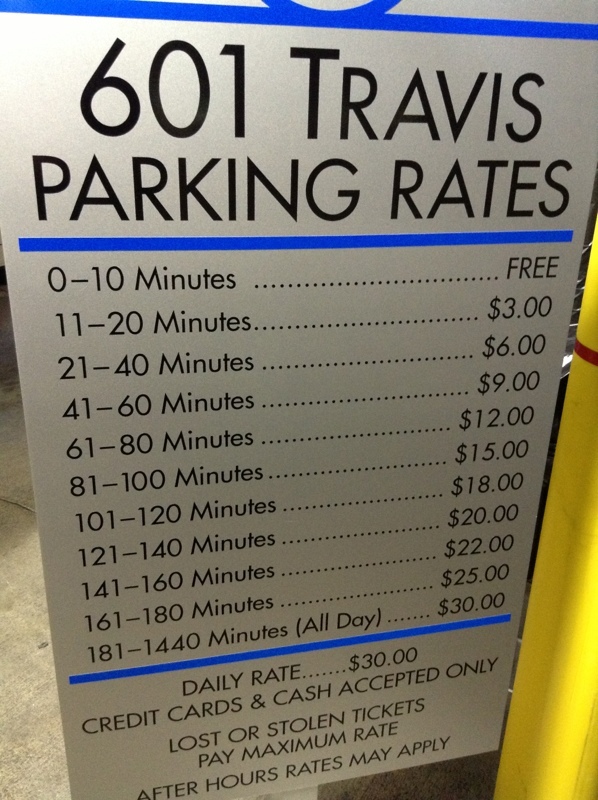 601 TRAVIS
PARKING RATES
0–10 Minutes .................................. FREE
11–20 Minutes................................ $3.00
21–40 Minutes .............................. $6.00
41–60 Minutes .............................. $9.00
61–80 Minutes ............................ $12.00
81–100 Minutes.......................... $15.00
101–120 Minutes ........................ $18.00
121–140 Minutes ........................ $20.00
141–160 Minutes ........................ $22.00
161–180 Minutes ........................ $25.00
181–1440 Minutes (All Day) ....... $30.00
DAILY RATE.......$30.00
CREDIT CARDS & CASH ACCEPTED ONLY
LOST OR STOLEN TICKETS
PAY MAXIMUM RATE
AFTER HOURS RATES MAY APPLY